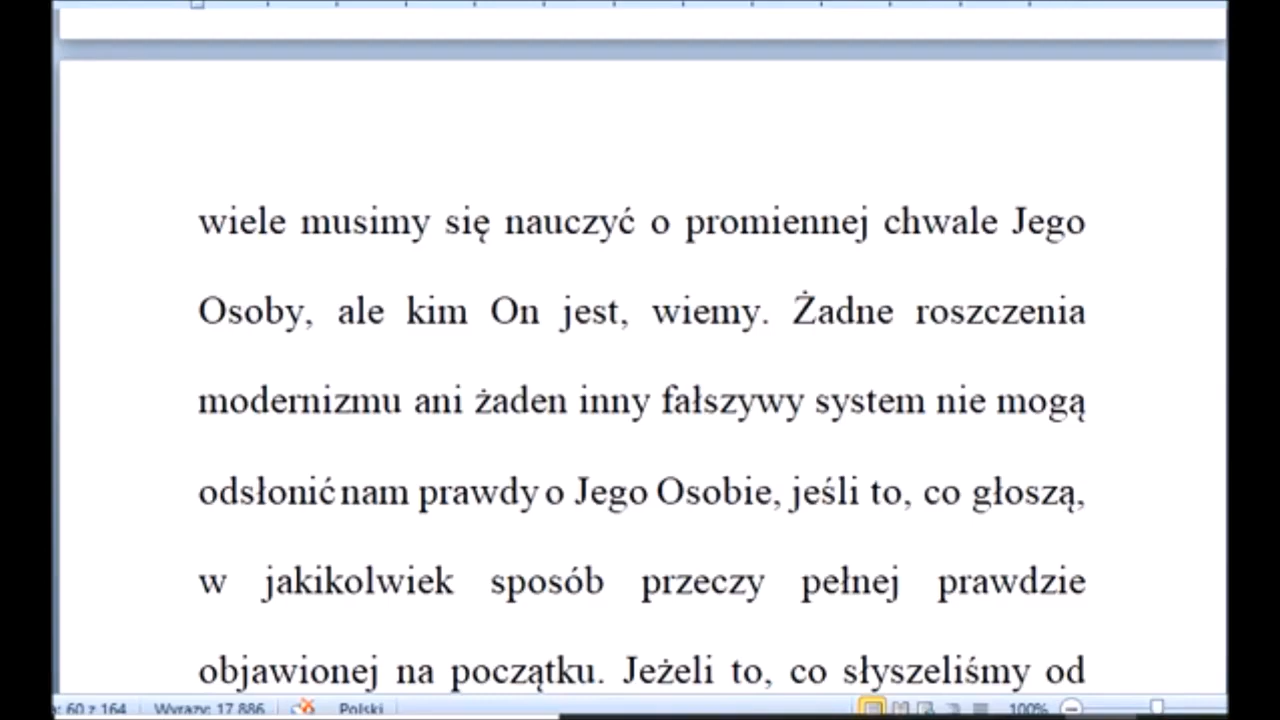 wiele musimy się nauczyć o promiennej chwale Jego
Osoby, ale kim On jest, wiemy. Żadne roszczenia
modernizmu ani żaden inny fałszywy system nie mogą
odsłonić nam prawdy o Jego Osobie, jeśli to, co głoszą,
w jakikolwiek sposób przeczy pełnej prawdzie
objawionej na początku. Jeżeli to, co słyszeliśmy od
60 z 164 Wyrazy: 17 886 Polski 100%